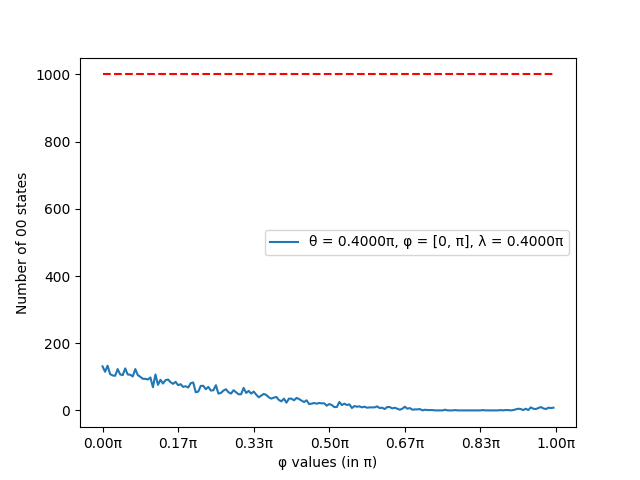 1000
800
600
400
200
0
Number of 00 states
θ = 0.4000π, φ = [0, π], λ = 0.4000π
0.00π 0.17π 0.33π 0.50π 0.67π 0.83π 1.00π
φ values (in π)